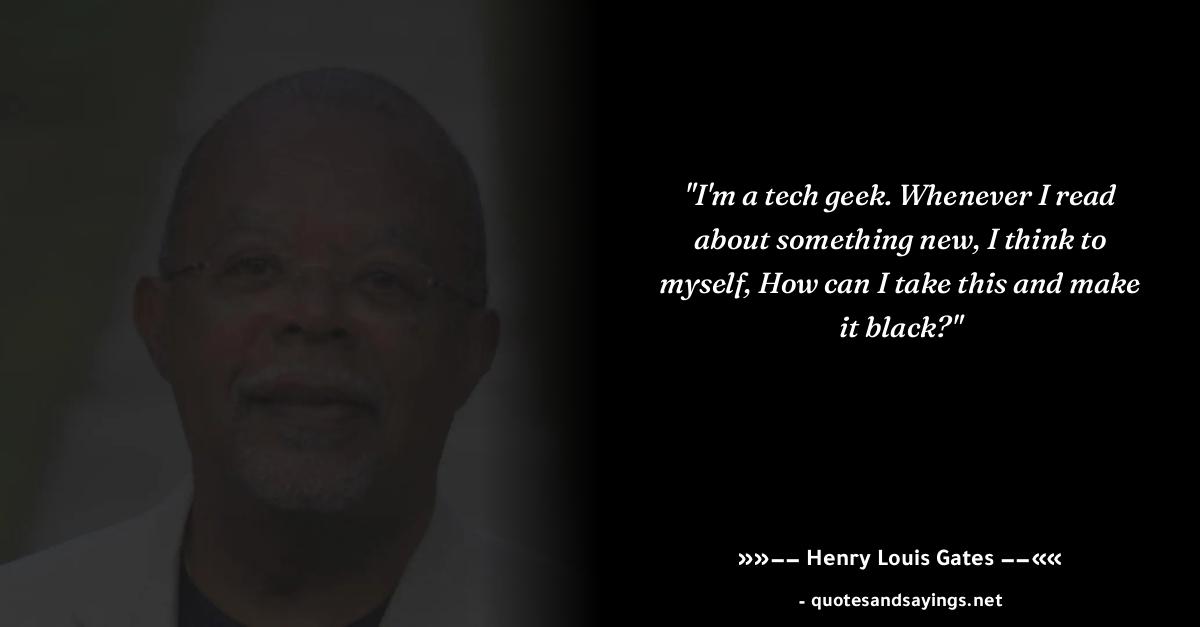 "I'm a tech geek. Whenever I read
about something new, I think to
myself, How can I take this and make
it black?"
»»−− Henry Louis Gates −−««
- quotesandsayings.net